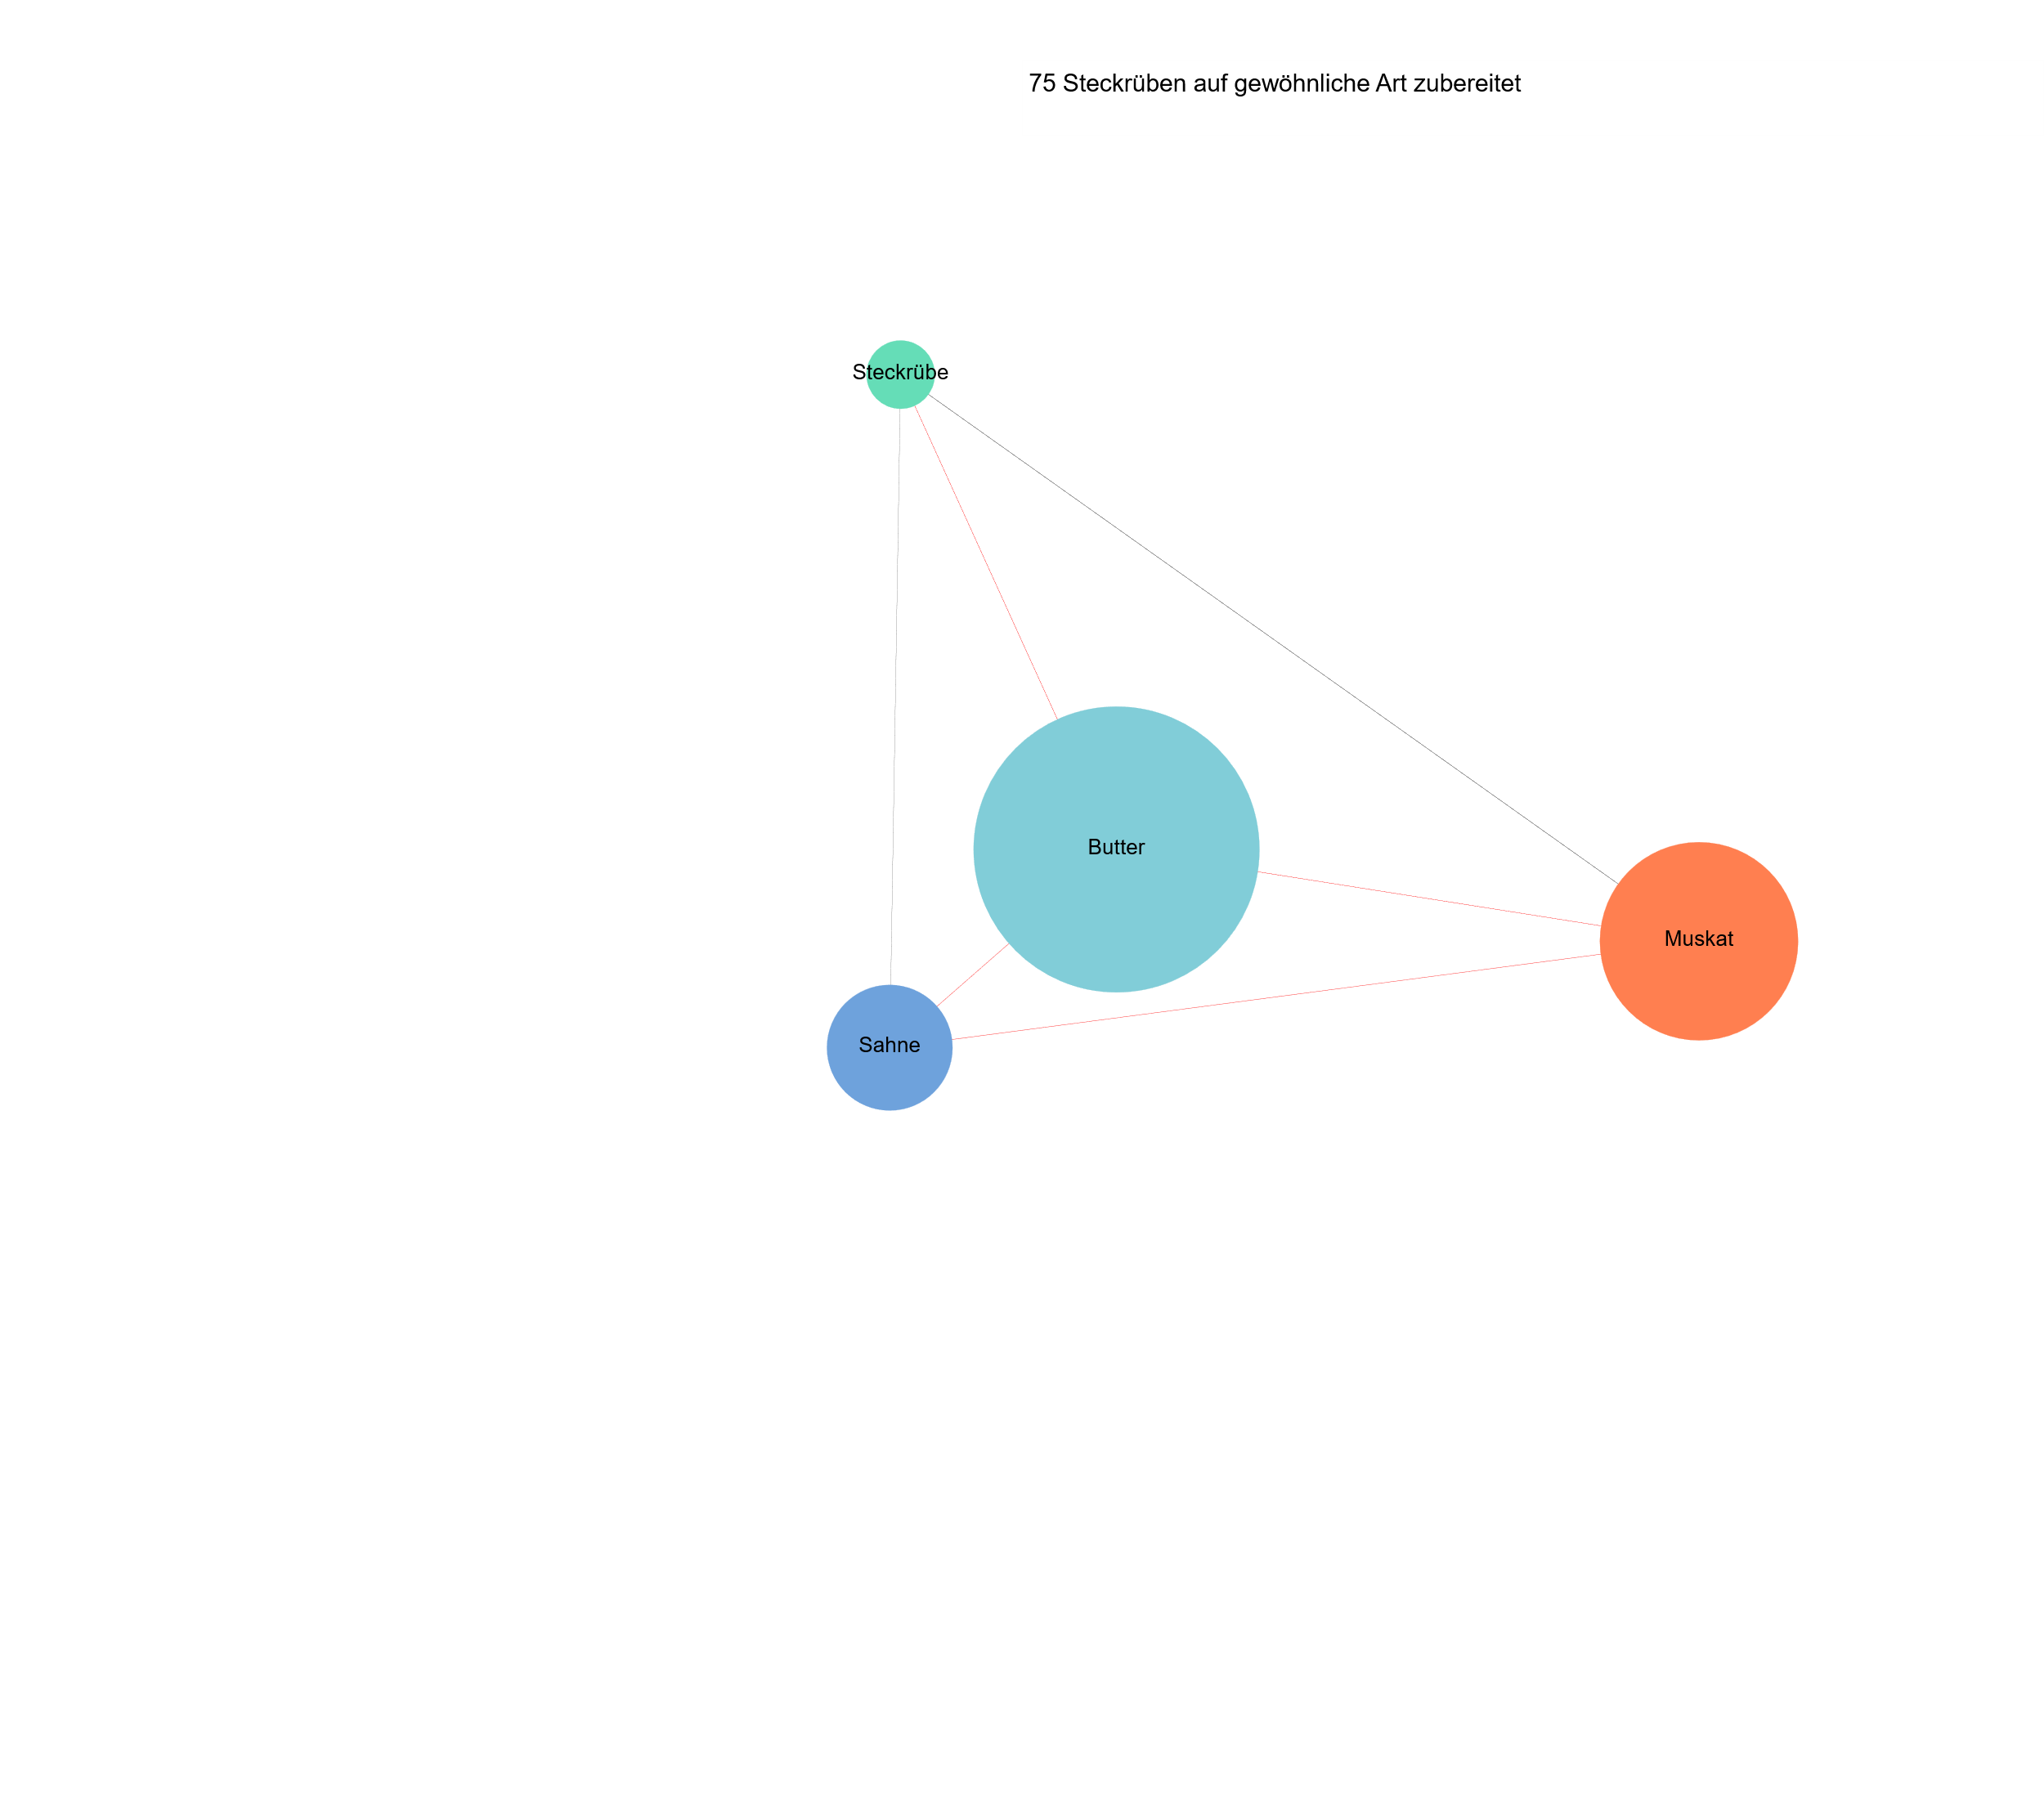 75 Steckrüben auf gewöhnliche Art zubereitet
Steckrübe
Butter
Muskat
Sahne